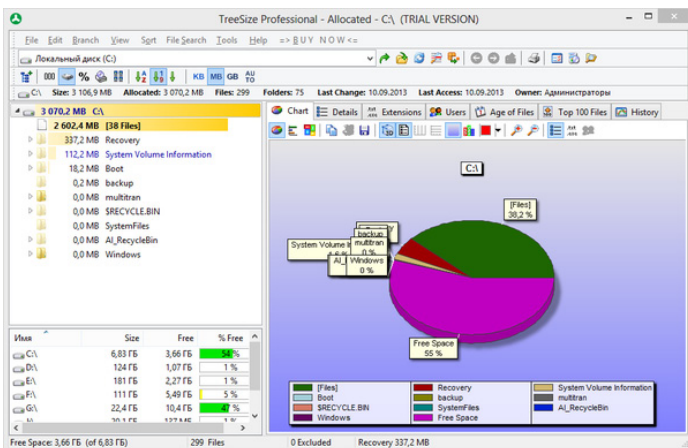 TreeSize Professional - Allocated - C:\ (TRIAL VERSION)
File Edit Branch View Sort File Search Tools Help => BUY NOW <=
Локальный диск (C:)
000 % KB MB GB AUTO
C:\ Size: 3 106,9 MB Allocated: 3 070,2 MB Files: 299 Folders: 75 Last Change: 10.09.2013 Last Access: 10.09.2013 Owner: Администраторы
3 070,2 MB C:\
2 602,4 MB [38 Files]
337,2 MB Recovery
112,2 MB System Volume Information
18,2 MB Boot
0,2 MB backup
0,0 MB multitran
0,0 MB $RECYCLE.BIN
0,0 MB SystemFiles
0,0 MB AI_RecycleBin
0,0 MB Windows
Chart Details Extensions Users Age of Files Top 100 Files History
C:\
[Files]
38,2 %
backup
multitran
0 %
System Volume
Windows
0 %
Free Space
55 %
[Files] Recovery System Volume Information
Boot backup multitran
$RECYCLE.BIN SystemFiles AI_RecycleBin
Windows Free Space
Имя Size Free % Free
C:\ 6,83 ГБ 3,66 ГБ 54 %
D:\ 124 ГБ 1,07 ГБ 1 %
E:\ 181 ГБ 2,27 ГБ 1 %
F:\ 111 ГБ 5,49 ГБ 5 %
G:\ 22,4 ГБ 10,4 ГБ 47 %
Free Space: 3,66 ГБ (of 6,83 ГБ) 299 Files 0 Excluded Recovery 337,2 MB